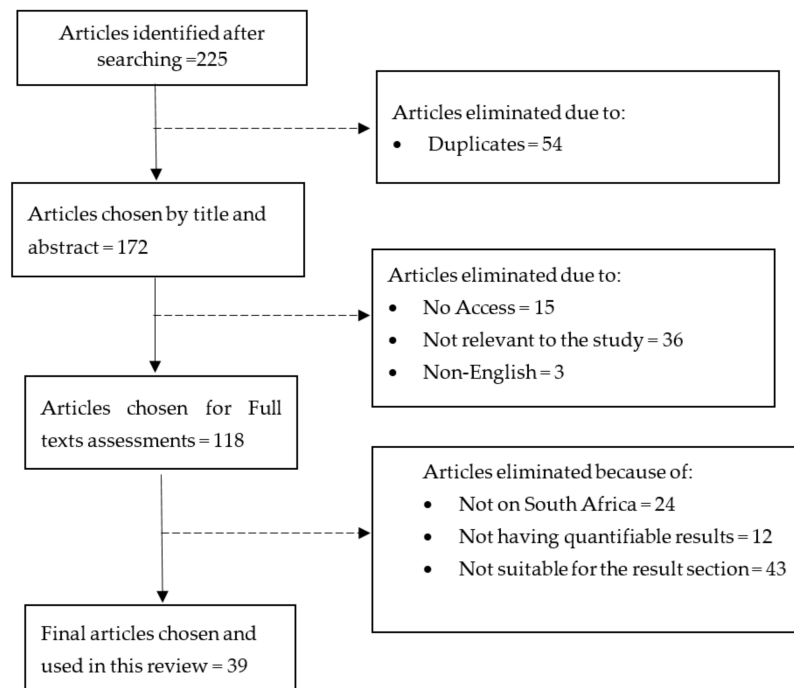 Articles identified after
searching =225
Articles eliminated due to:
• Duplicates = 54
Articles chosen by title and
abstract = 172
Articles eliminated due to:
• No Access = 15
• Not relevant to the study = 36
• Non-English = 3
Articles chosen for Full
texts assessments = 118
Articles eliminated because of:
• Not on South Africa = 24
• Not having quantifiable results = 12
• Not suitable for the result section = 43
Final articles chosen and
used in this review = 39